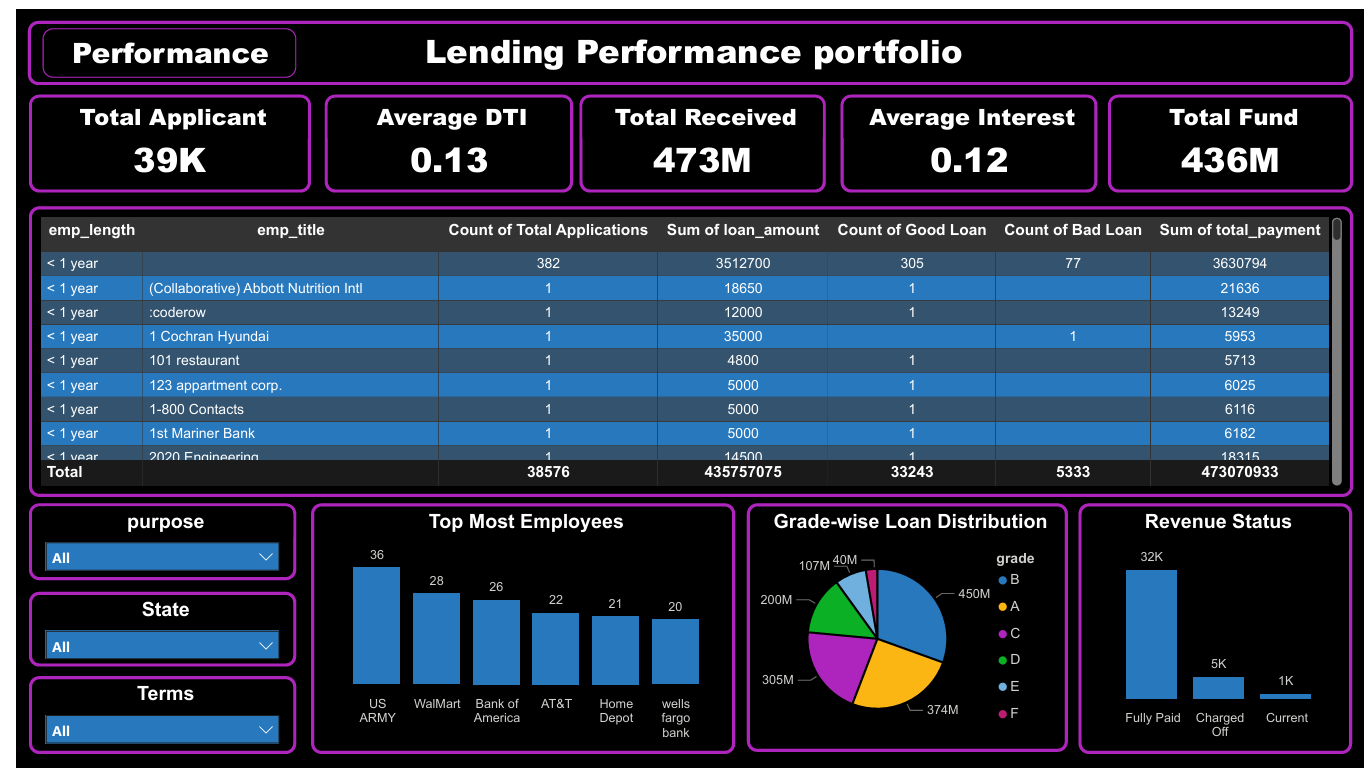 Performance
Lending Performance portfolio
Total Applicant
39K
Average DTI
0.13
Total Received
473M
Average Interest
0.12
Total Fund
436M
emp_length emp_title Count of Total Applications Sum of loan_amount Count of Good Loan Count of Bad Loan Sum of total_payment
< 1 year 382 3512700 305 77 3630794
< 1 year (Collaborative) Abbott Nutrition Intl 1 18650 1 21636
< 1 year :coderow 1 12000 1 13249
< 1 year 1 Cochran Hyundai 1 35000 1 5953
< 1 year 101 restaurant 1 4800 1 5713
< 1 year 123 appartment corp. 1 5000 1 6025
< 1 year 1-800 Contacts 1 5000 1 6116
< 1 year 1st Mariner Bank 1 5000 1 6182
< 1 year 2020 Engineering 1 14500 1 18315
Total 38576 435757075 33243 5333 473070933
purpose
All
State
All
Terms
All
Top Most Employees
36
28
26
22
21
20
US
ARMY
WalMart
Bank of
America
AT&T
Home
Depot
wells
fargo
bank
Grade-wise Loan Distribution
40M
107M
200M
305M
374M
450M
grade
B
A
C
D
E
F
Revenue Status
32K
5K
1K
Fully Paid
Charged
Off
Current